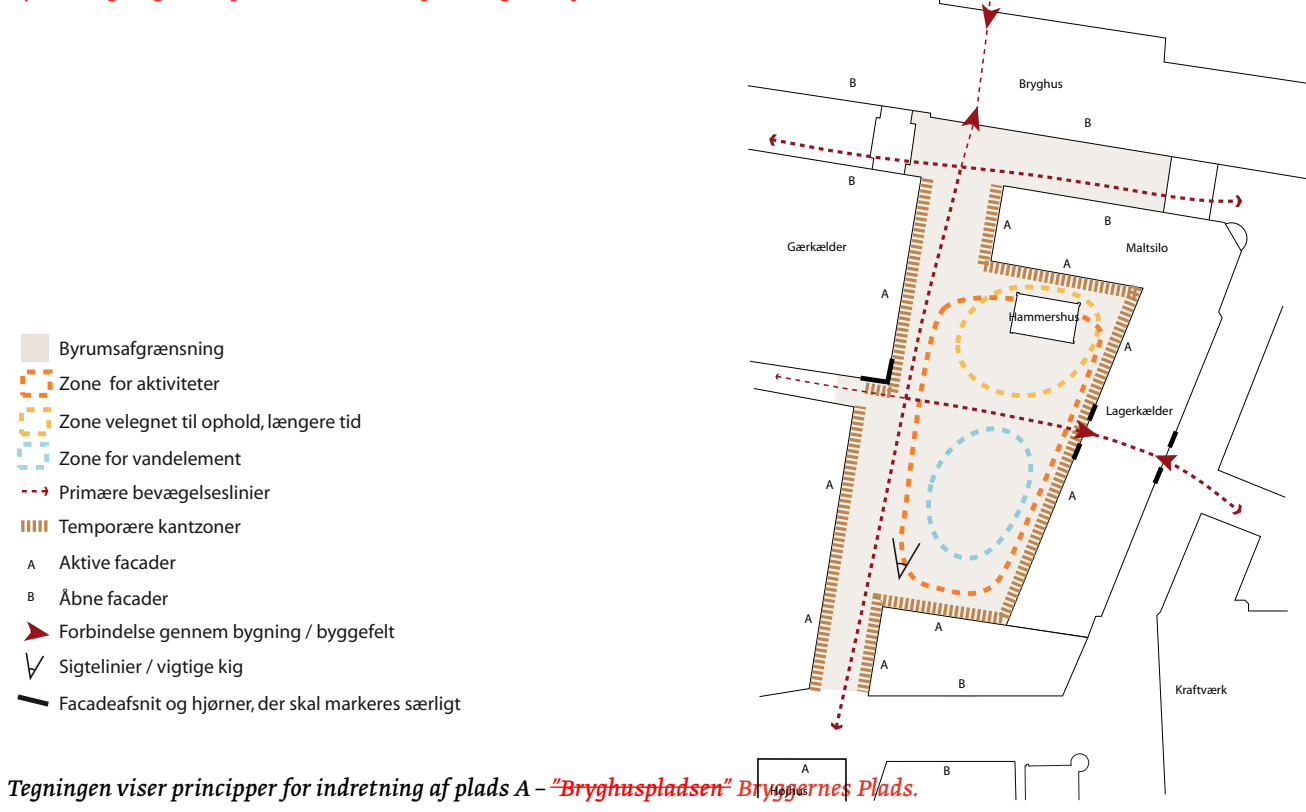 Byrumsafgrænsning
Zone for aktiviteter
Zone velegnet til ophold, længere tid
Zone for vandelement
Primære bevægelseslinier
Temporære kantzoner
A Aktive facader
B Åbne facader
Forbindelse gennem bygning / byggefelt
Sigtelinier / vigtige kig
Facadeafsnit og hjørner, der skal markeres særligt
B
Bryghus
B
B
A
B
Gærkælder
Maltsilo
A
A
Hammershus
A
Lagerkælder
A
A
A
A
A
B
Kraftværk
A
B
Højhus
Tegningen viser principper for indretning af plads A – ”Bryghuspladsen” Bryggernes Plads.